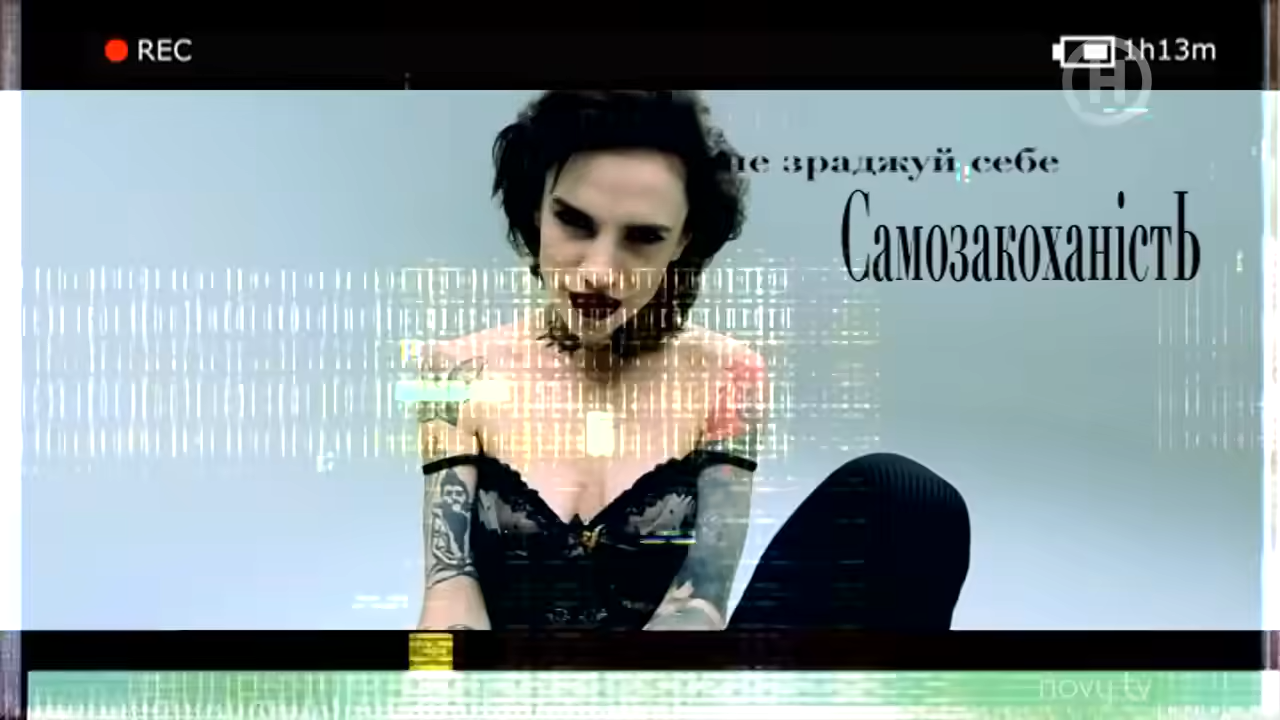 REC
1h13m
Н
не зраджуй себе
СамозакоханістЬ
novy tv